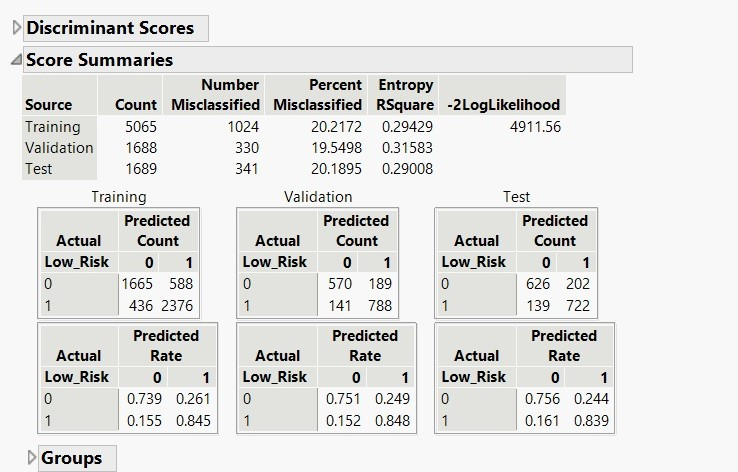 Discriminant Scores
Score Summaries
Number Percent Entropy
Source Count Misclassified Misclassified RSquare -2LogLikelihood
Training 5065 1024 20.2172 0.29429 4911.56
Validation 1688 330 19.5498 0.31583
Test 1689 341 20.1895 0.29008
Training Validation Test
Predicted Predicted Predicted
Actual Count Actual Count Actual Count
Low_Risk 0 1 Low_Risk 0 1 Low_Risk 0 1
0 1665 588 0 570 189 0 626 202
1 436 2376 1 141 788 1 139 722
Predicted Predicted Predicted
Actual Rate Actual Rate Actual Rate
Low_Risk 0 1 Low_Risk 0 1 Low_Risk 0 1
0 0.739 0.261 0 0.751 0.249 0 0.756 0.244
1 0.155 0.845 1 0.152 0.848 1 0.161 0.839
Groups